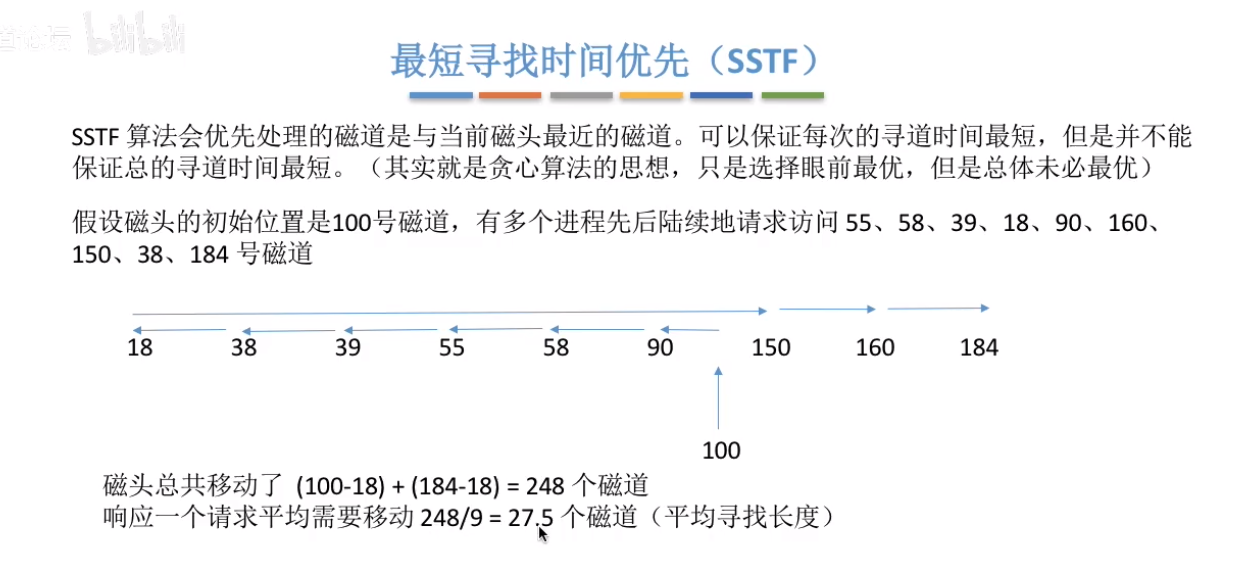 bilibili
最短寻找时间优先（SSTF）
SSTF 算法会优先处理的磁道是与当前磁头最近的磁道。可以保证每次的寻道时间最短，但是并不能
保证总的寻道时间最短。（其实就是贪心算法的思想，只是选择眼前最优，但是总体未必最优）
假设磁头的初始位置是100号磁道，有多个进程先后陆续地请求访问 55、58、39、18、90、160、
150、38、184 号磁道
18 38 39 55 58 90 150 160 184
100
磁头总共移动了 (100-18) + (184-18) = 248 个磁道
响应一个请求平均需要移动 248/9 = 27.5 个磁道（平均寻找长度）